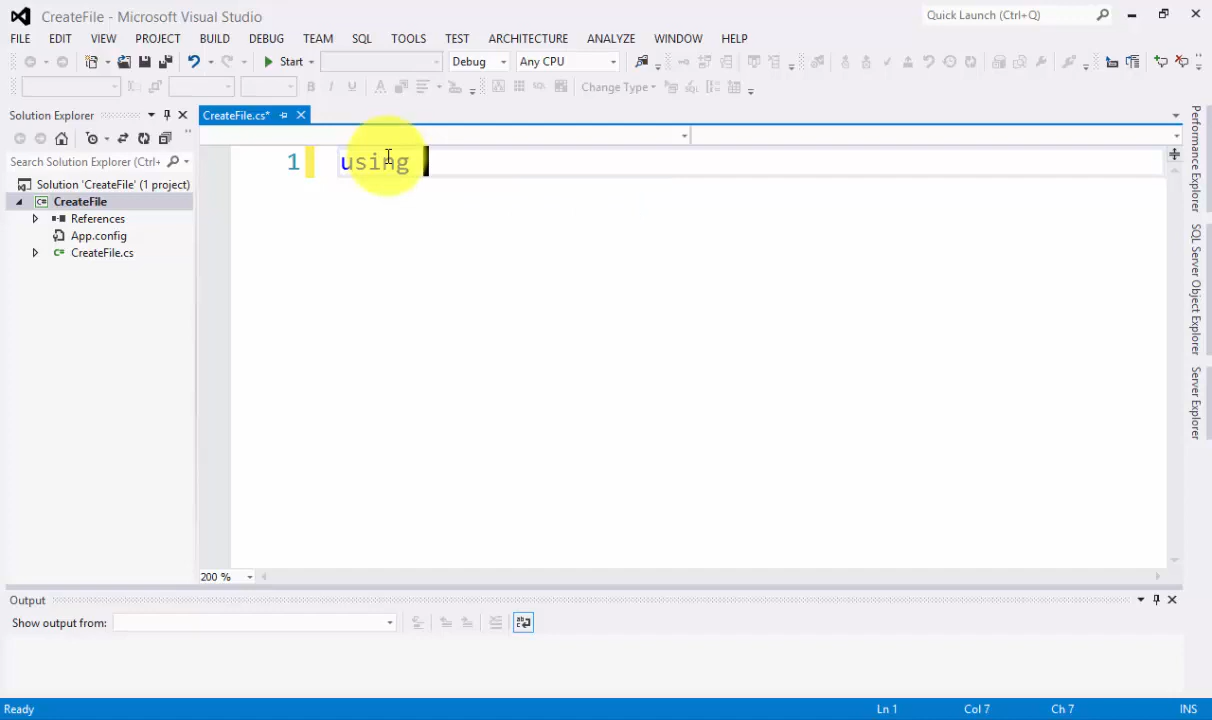 CreateFile - Microsoft Visual Studio
Quick Launch (Ctrl+Q)
FILE EDIT VIEW PROJECT BUILD DEBUG TEAM SQL TOOLS TEST ARCHITECTURE ANALYZE WINDOW HELP
Start Debug Any CPU
Change Type
Solution Explorer
CreateFile.cs*
Search Solution Explorer (Ctrl+
Solution 'CreateFile' (1 project)
CreateFile
References
App.config
CreateFile.cs
1 using
Performance Explorer
SQL Server Object Explorer
Server Explorer
200 %
Output
Show output from:
Ready Ln 1 Col 7 Ch 7 INS